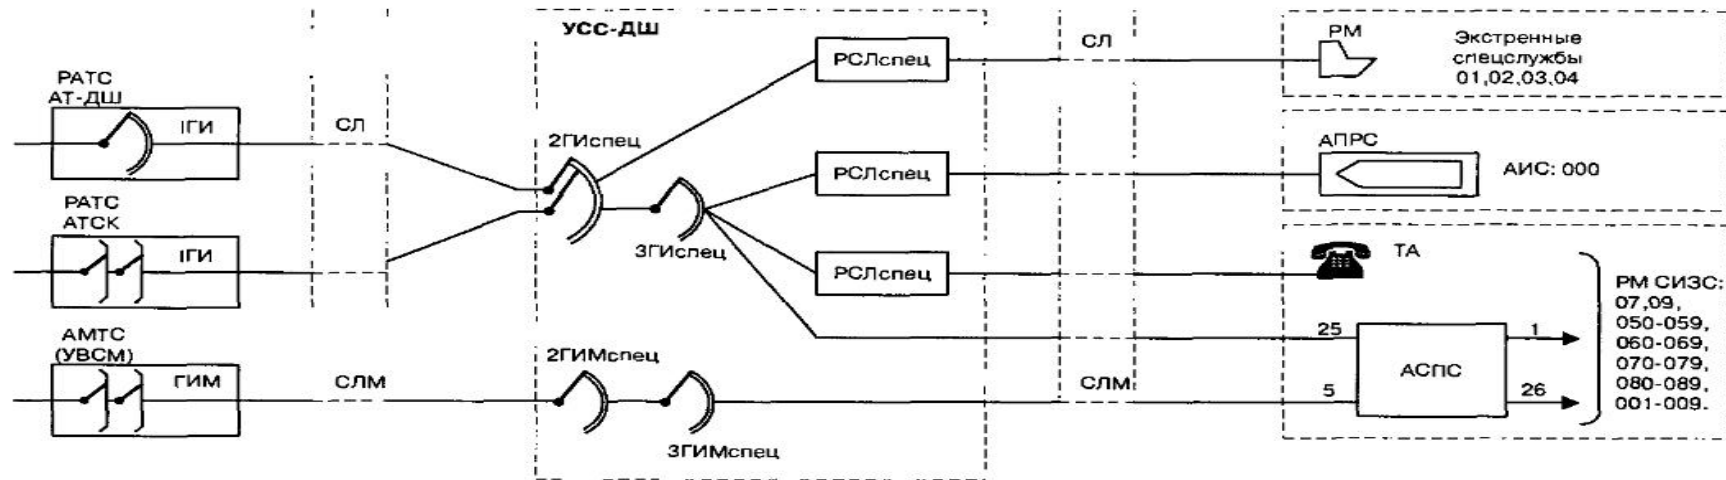 УСС-ДШ
РАТС
АТ-ДШ
IГИ
СЛ
2ГИспец
РСЛспец
СЛ
РМ
Экстренные
спецслужбы
01,02,03,04
РАТС
АТСК
IГИ
3ГИспец
РСЛспец
АПРС
АИС: 000
РСЛспец
ТА
РМ СИЗС:
07,09,
050-059,
060-069,
070-079,
080-089,
001-009.
АМТС
(УВСМ)
ГИМ
СЛМ
2ГИМспец
3ГИМспец
СЛМ
25
5
АСПС
1
26